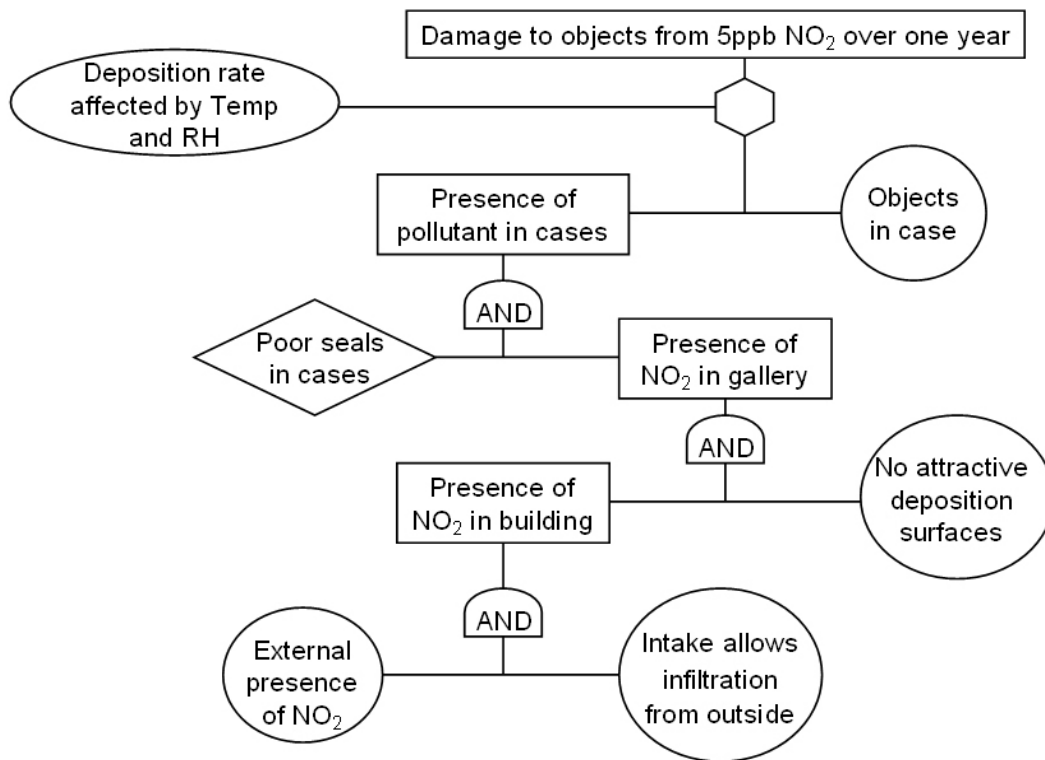 Damage to objects from 5ppb NO₂ over one year
Deposition rate
affected by Temp
and RH
Presence of
pollutant in cases
Objects
in case
AND
Poor seals
in cases
Presence of
NO₂ in gallery
AND
Presence of
NO₂ in building
No attractive
deposition
surfaces
AND
External
presence
of NO₂
Intake allows
infiltration
from outside